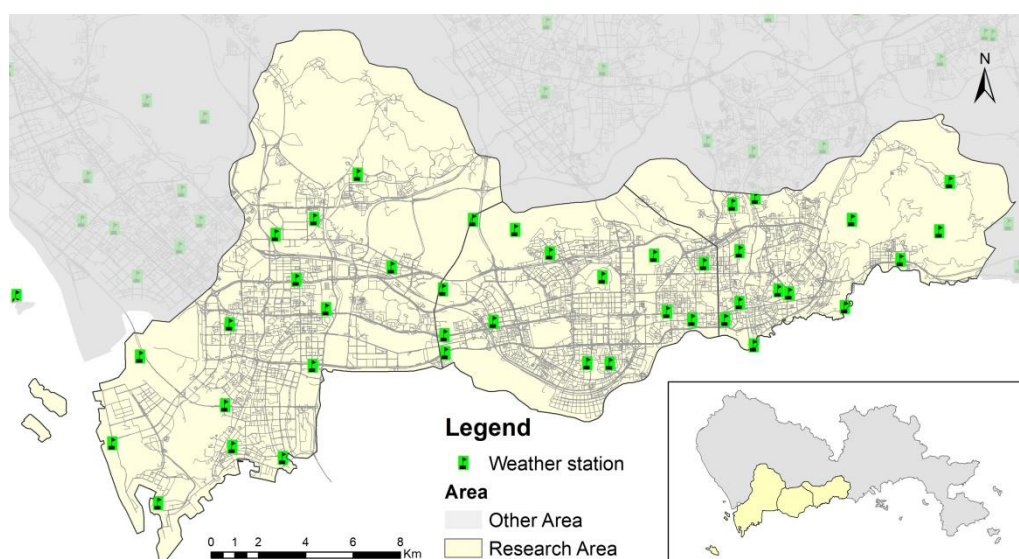 N
Legend
Weather station
Area
Other Area
Research Area
0 1 2 4 6 8
Km